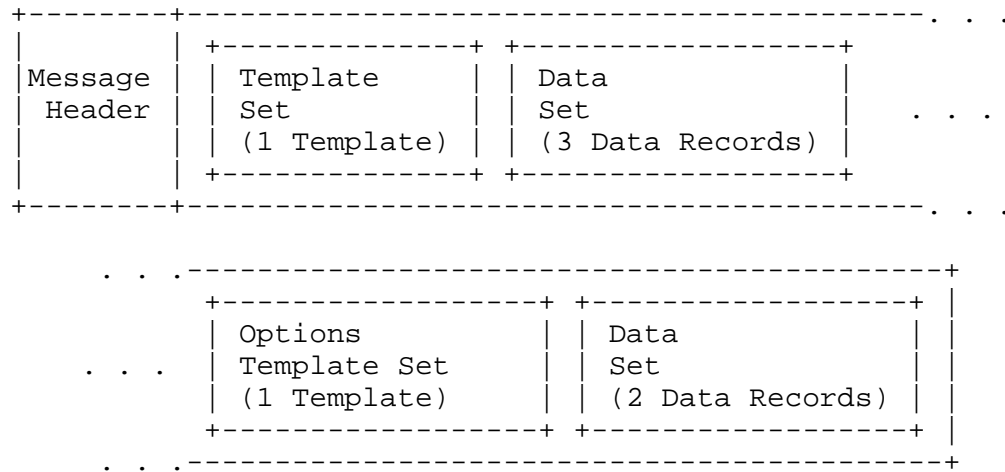 +--------+------------------------------------------. . .
|        | +---------------+ +------------------+
|Message | | Template      | | Data             |
| Header | | Set           | | Set              |   . . .
|        | | (1 Template)  | | (3 Data Records) |
|        | +---------------+ +------------------+
+--------+------------------------------------------. . .
. . .-------------------------------------------+
+------------------+ +------------------+ |
| Options          | | Data             | |
. . . | Template Set     | | Set              | |
| (1 Template)     | | (2 Data Records) | |
+------------------+ +------------------+ |
. . .-------------------------------------------+